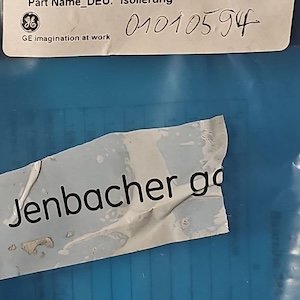 Part Name_DEU: Isolierung
01010594
GE imagination at work
Jenbacher ga